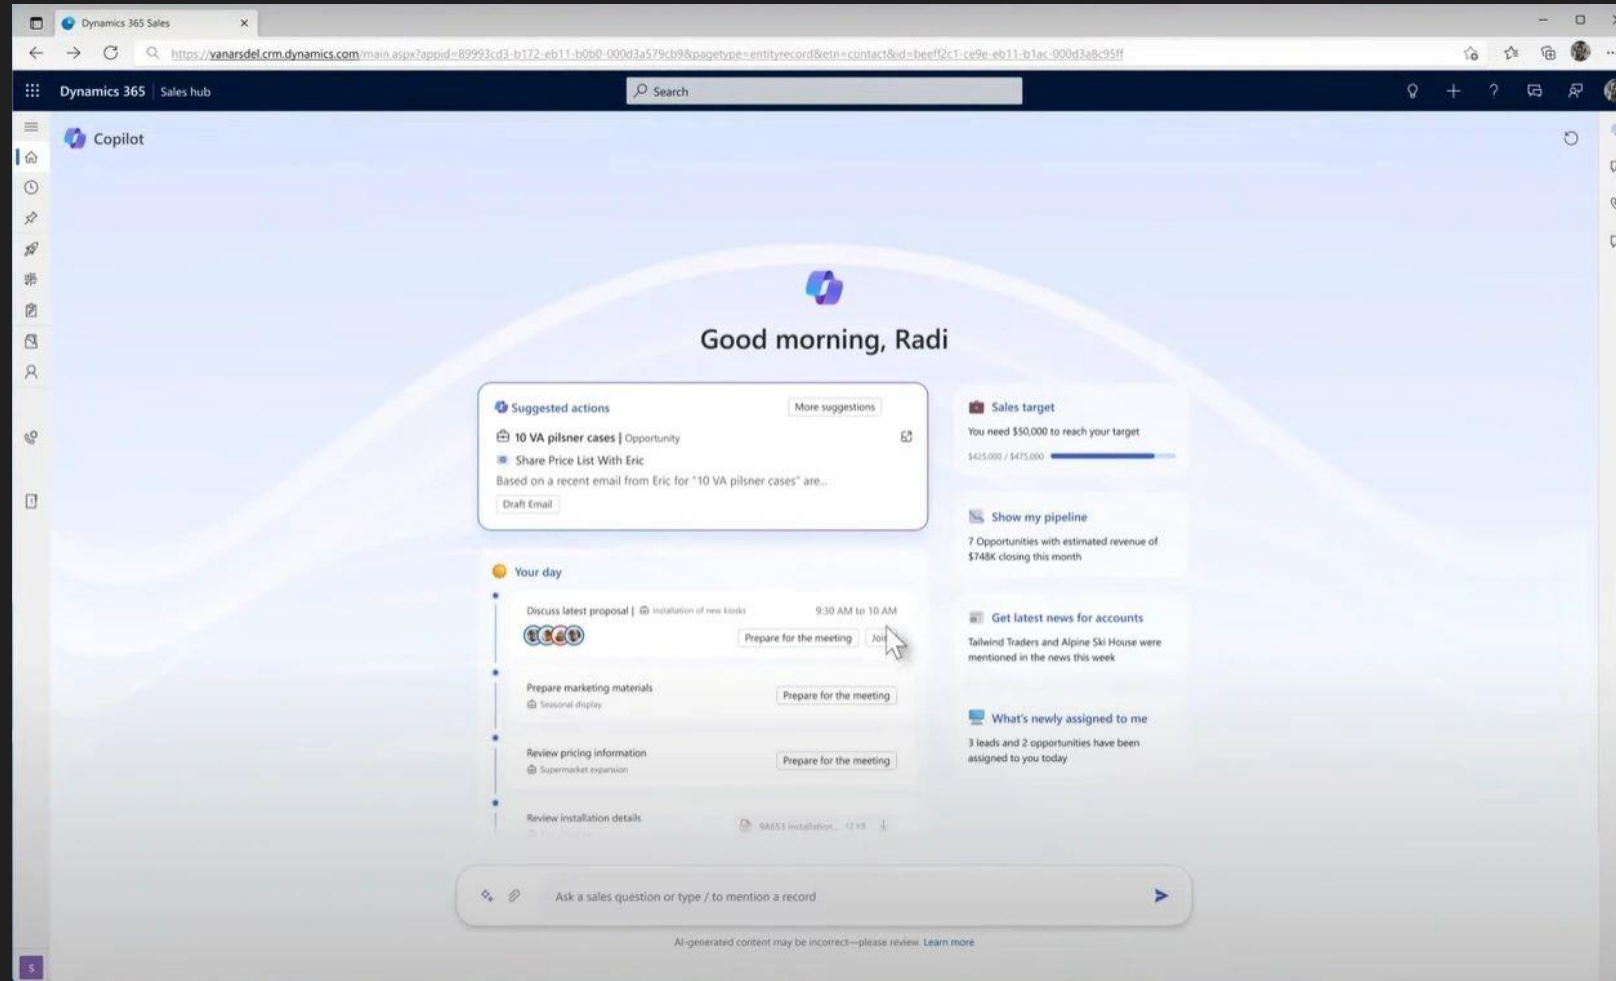 Dynamics 365 Sales
https://vanarsdel.crm.dynamics.com/main.aspx?appid=89993cd3-b172-eb11-b0b0-000d3a579cb9&pagetype=entityrecord&etn=contact&id=beeff2c1-ce9e-eb11-b1ac-000d3a8c95ff
Dynamics 365 | Sales hub
Search
Copilot
Good morning, Radi
Suggested actions
More suggestions
10 VA pilsner cases | Opportunity
Share Price List With Eric
Based on a recent email from Eric for "10 VA pilsner cases" are...
Draft Email
Your day
Discuss latest proposal | Installation of new kiosks
9:30 AM to 10 AM
Prepare for the meeting
Prepare marketing materials
Seasonal display
Prepare for the meeting
Review pricing information
Supermarket expansion
Prepare for the meeting
Review installation details
9A653 Installation... 12 KB
Sales target
You need $50,000 to reach your target
$425,000 / $475,000
Show my pipeline
7 Opportunities with estimated revenue of
$748K closing this month
Get latest news for accounts
Tailwind Traders and Alpine Ski House were
mentioned in the news this week
What's newly assigned to me
3 leads and 2 opportunities have been
assigned to you today
Ask a sales question or type / to mention a record
AI-generated content may be incorrect—please review. Learn more
S